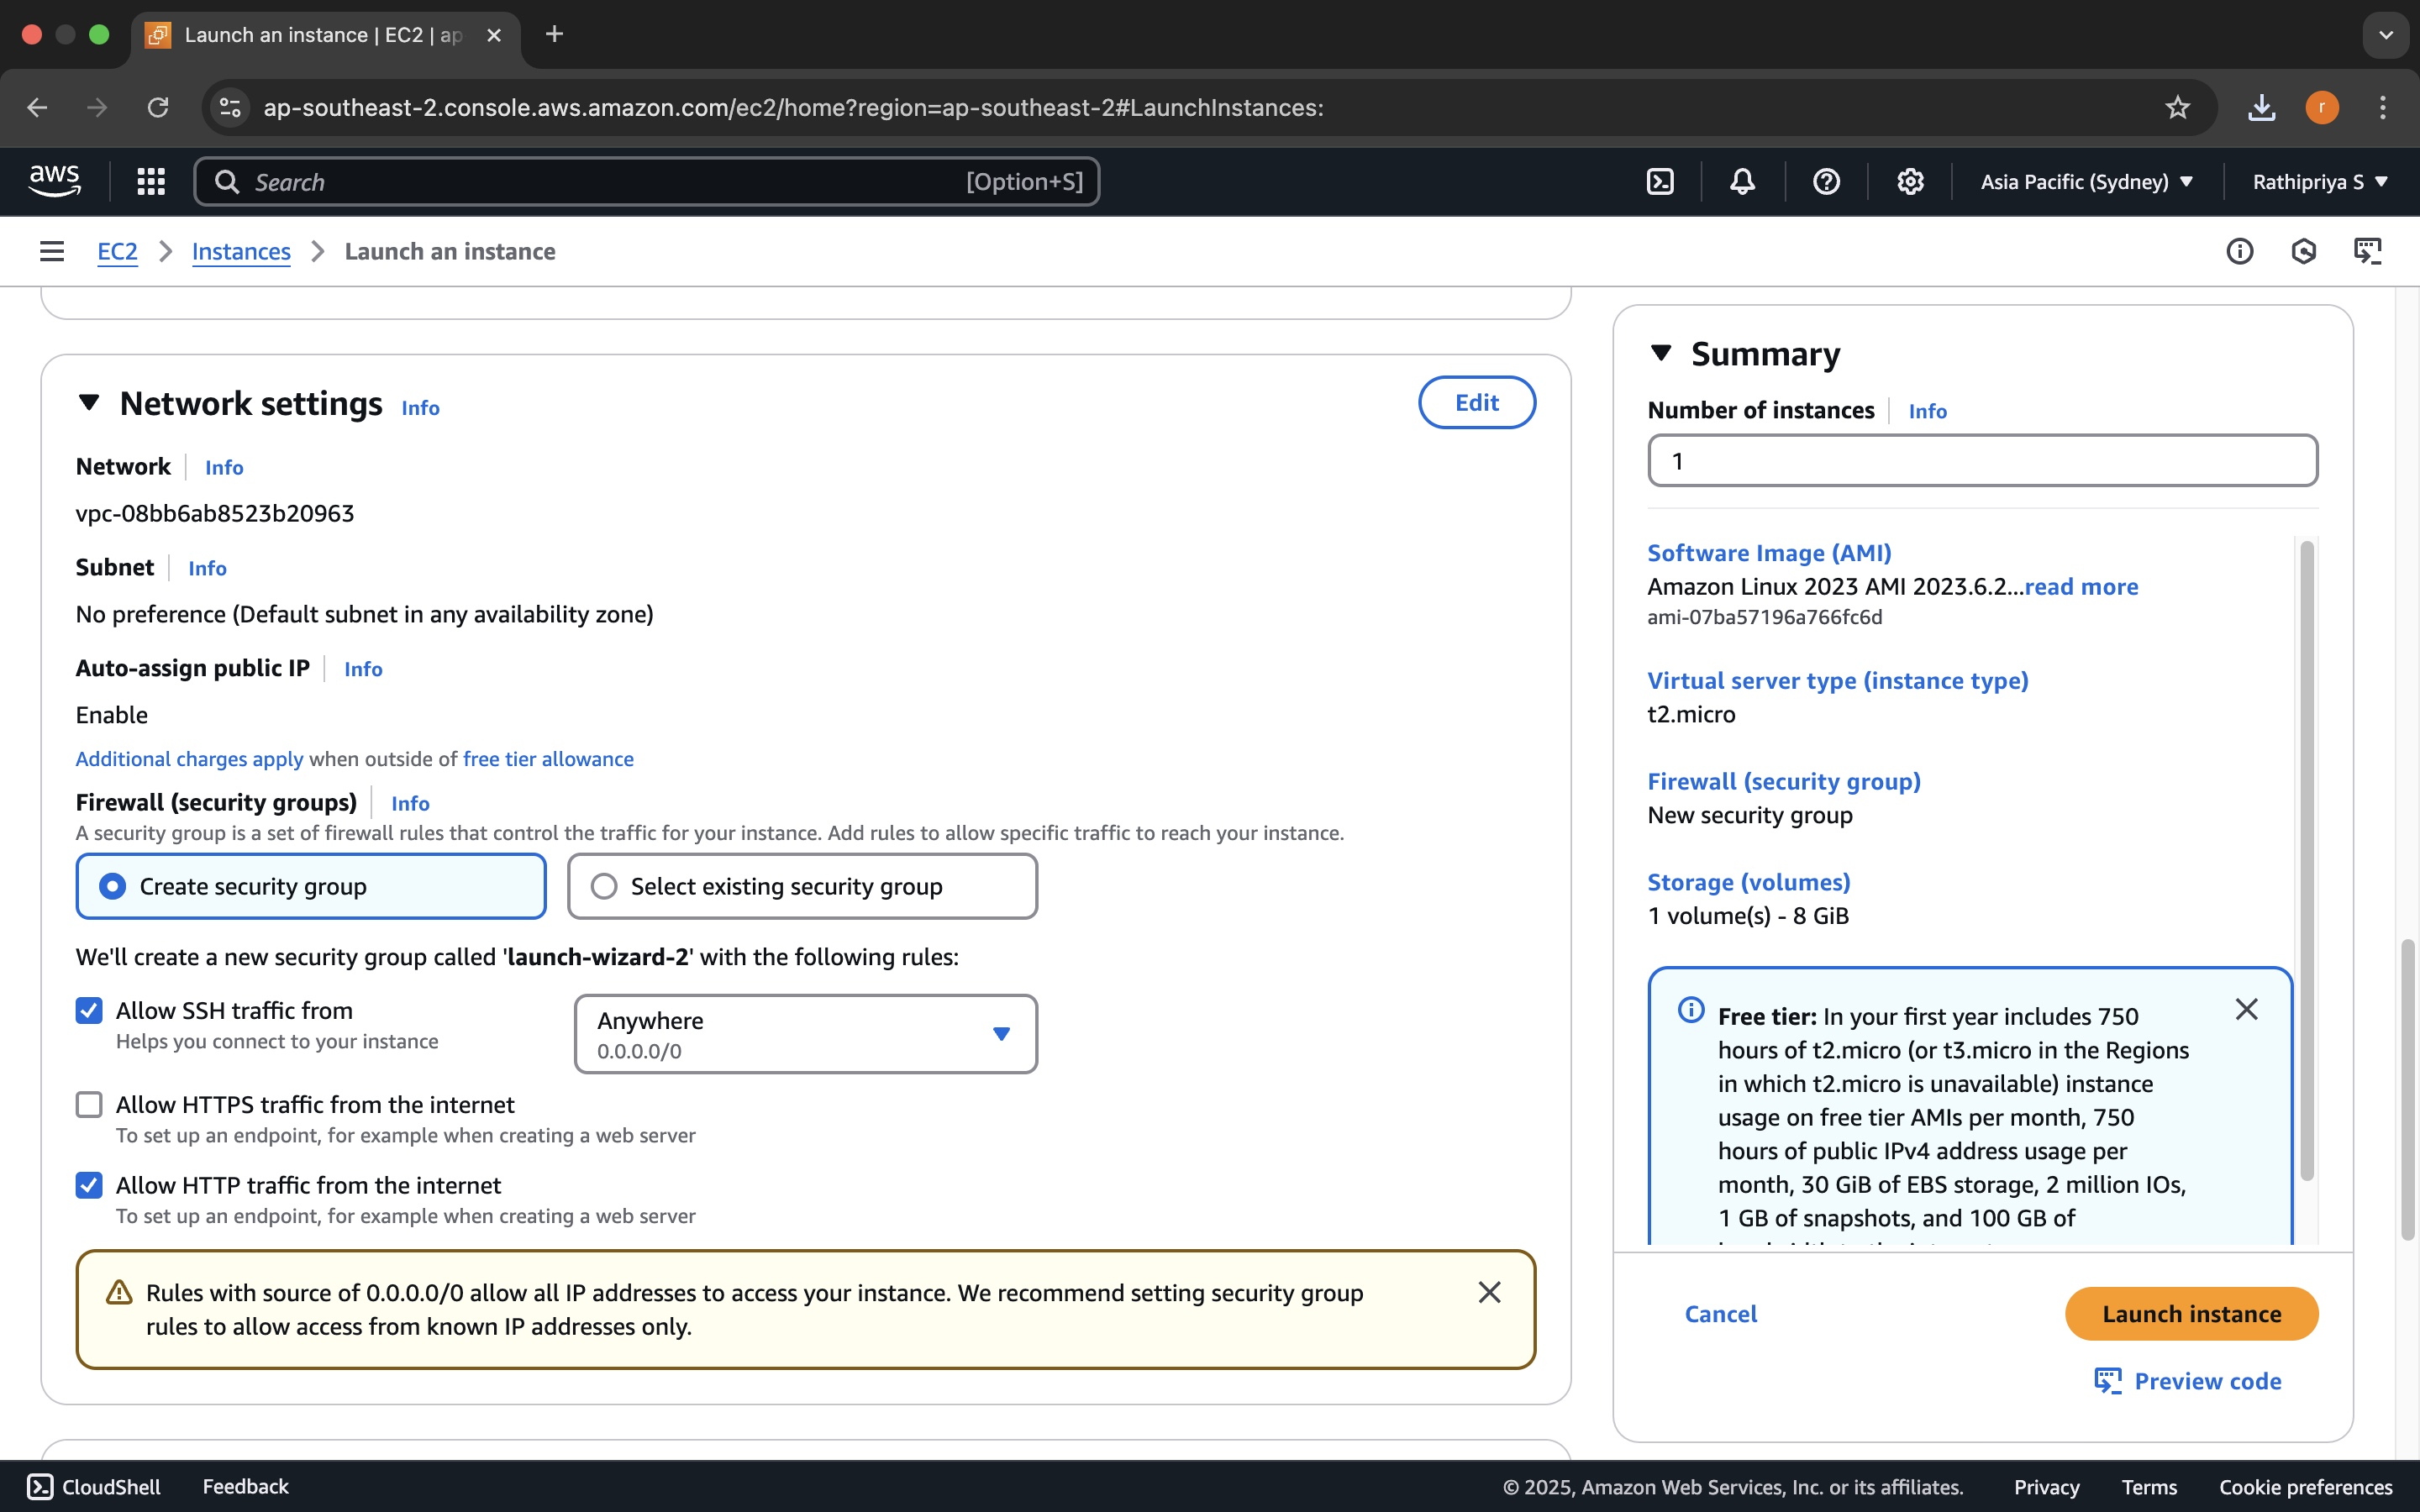 Launch an instance | EC2 | ap
ap-southeast-2.console.aws.amazon.com/ec2/home?region=ap-southeast-2#LaunchInstances:
r
aws
Search
[Option+S]
Asia Pacific (Sydney)
Rathipriya S
EC2
Instances
Launch an instance
Network settings Info
Edit
Network Info
vpc-08bb6ab8523b20963
Subnet Info
No preference (Default subnet in any availability zone)
Auto-assign public IP Info
Enable
Additional charges apply when outside of free tier allowance
Firewall (security groups) Info
A security group is a set of firewall rules that control the traffic for your instance. Add rules to allow specific traffic to reach your instance.
Create security group
Select existing security group
We'll create a new security group called 'launch-wizard-2' with the following rules:
Allow SSH traffic from
Helps you connect to your instance
Anywhere
0.0.0.0/0
Allow HTTPS traffic from the internet
To set up an endpoint, for example when creating a web server
Allow HTTP traffic from the internet
To set up an endpoint, for example when creating a web server
Rules with source of 0.0.0.0/0 allow all IP addresses to access your instance. We recommend setting security group
rules to allow access from known IP addresses only.
Summary
Number of instances Info
1
Software Image (AMI)
Amazon Linux 2023 AMI 2023.6.2...read more
ami-07ba57196a766fc6d
Virtual server type (instance type)
t2.micro
Firewall (security group)
New security group
Storage (volumes)
1 volume(s) - 8 GiB
Free tier: In your first year includes 750
hours of t2.micro (or t3.micro in the Regions
in which t2.micro is unavailable) instance
usage on free tier AMIs per month, 750
hours of public IPv4 address usage per
month, 30 GiB of EBS storage, 2 million IOs,
1 GB of snapshots, and 100 GB of
Cancel
Launch instance
Preview code
CloudShell
Feedback
© 2025, Amazon Web Services, Inc. or its affiliates.
Privacy
Terms
Cookie preferences